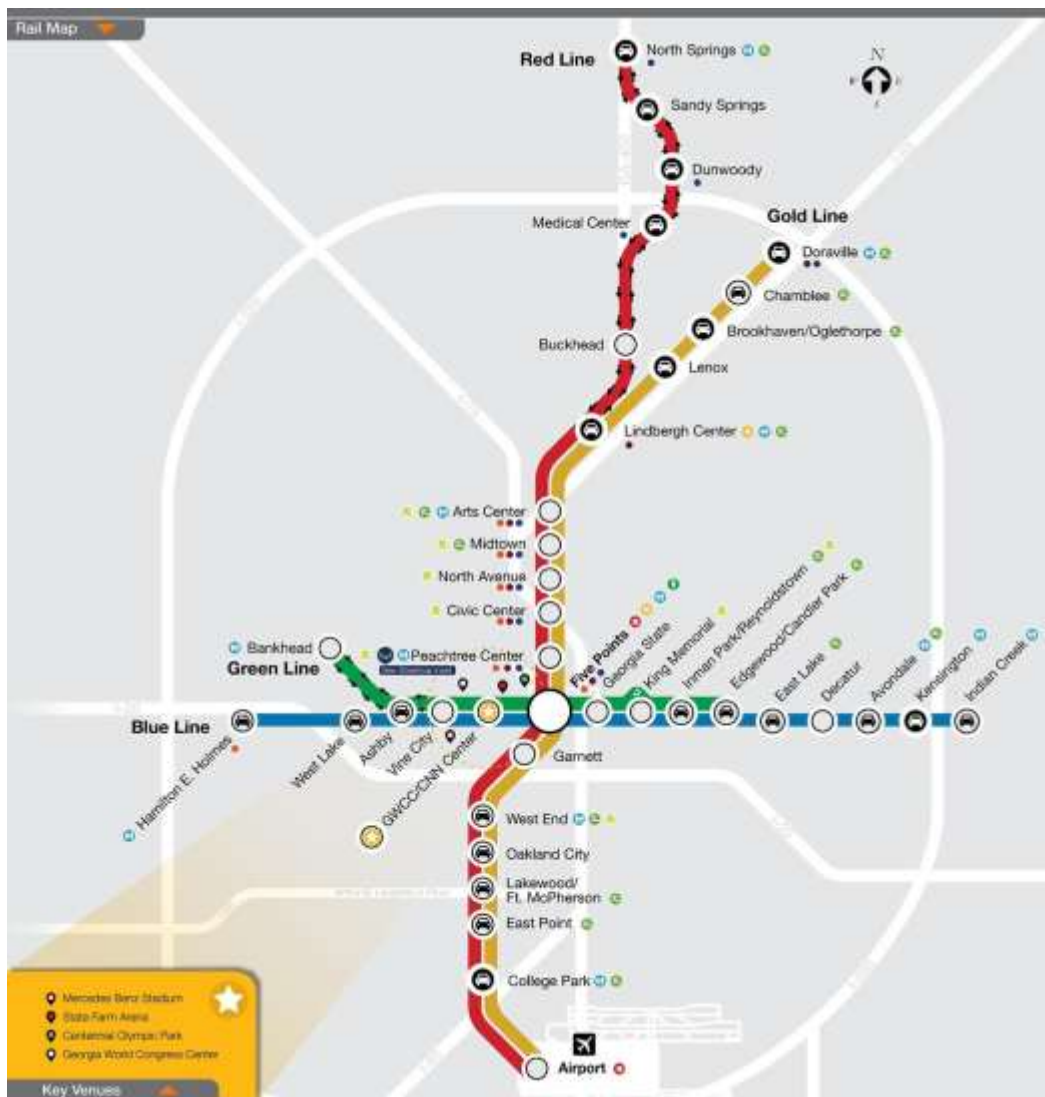 Rail Map
Red Line
North Springs
N
Sandy Springs
Dunwoody
Medical Center
Gold Line
Doraville
Chamblee
Brookhaven/Oglethorpe
Buckhead
Lenox
Lindbergh Center
Arts Center
Midtown
North Avenue
Civic Center
Bankhead
Peachtree Center
Green Line
Five Points
Georgia State
King Memorial
Inman Park/Reynoldstown
Edgewood/Candler Park
East Lake
Decatur
Avondale
Kensington
Indian Creek
Blue Line
Hamilton E. Holmes
West Lake
Ashby
Vine City
GWCC/CNN Center
Garnett
West End
Oakland City
Lakewood/
Ft. McPherson
East Point
College Park
Airport
Mercedes Benz Stadium
State Farm Arena
Centennial Olympic Park
Georgia World Congress Center
Key Venues